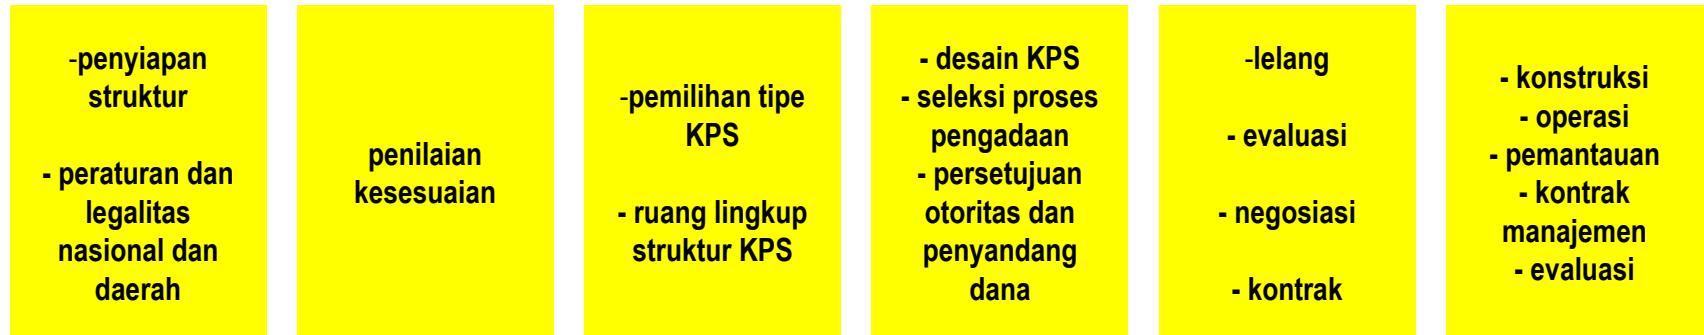 -penyiapan
struktur
- peraturan dan
legalitas
nasional dan
daerah
penilaian
kesesuaian
-pemilihan tipe
KPS
- ruang lingkup
struktur KPS
- desain KPS
- seleksi proses
pengadaan
- persetujuan
otoritas dan
penyandang
dana
-lelang
- evaluasi
- negosiasi
- kontrak
- konstruksi
- operasi
- pemantauan
- kontrak
manajemen
- evaluasi